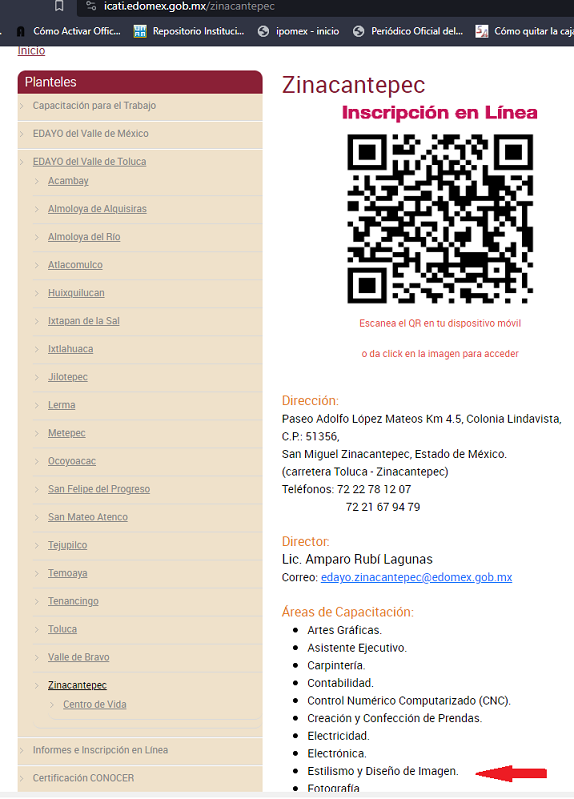 icati.edomex.gob.mx/zinacantepec
Cómo Activar Offic...
Repositorio Instituci...
ipomex - inicio
Periódico Oficial del...
Cómo quitar la caja
Inicio
Planteles
Capacitación para el Trabajo
EDAYO del Valle de México
EDAYO del Valle de Toluca
Acambay
Almoloya de Alquisiras
Almoloya del Río
Atlacomulco
Huixquilucan
Ixtapan de la Sal
Ixtlahuaca
Jilotepec
Lerma
Metepec
Ocoyoacac
San Felipe del Progreso
San Mateo Atenco
Tejupilco
Temoaya
Tenancingo
Toluca
Valle de Bravo
Zinacantepec
Centro de Vida
Informes e Inscripción en Línea
Certificación CONOCER
Zinacantepec
Inscripción en Línea
Escanea el QR en tu dispositivo móvil
o da click en la imagen para acceder
Dirección:
Paseo Adolfo López Mateos Km 4.5, Colonia Lindavista,
C.P.: 51356,
San Miguel Zinacantepec, Estado de México.
(carretera Toluca - Zinacantepec)
Teléfonos: 72 22 78 12 07
72 21 67 94 79
Director:
Lic. Amparo Rubí Lagunas
Correo: edayo.zinacantepec@edomex.gob.mx
Áreas de Capacitación:
Artes Gráficas.
Asistente Ejecutivo.
Carpintería.
Contabilidad.
Control Numérico Computarizado (CNC).
Creación y Confección de Prendas.
Electricidad.
Electrónica.
Estilismo y Diseño de Imagen.
Fotografía